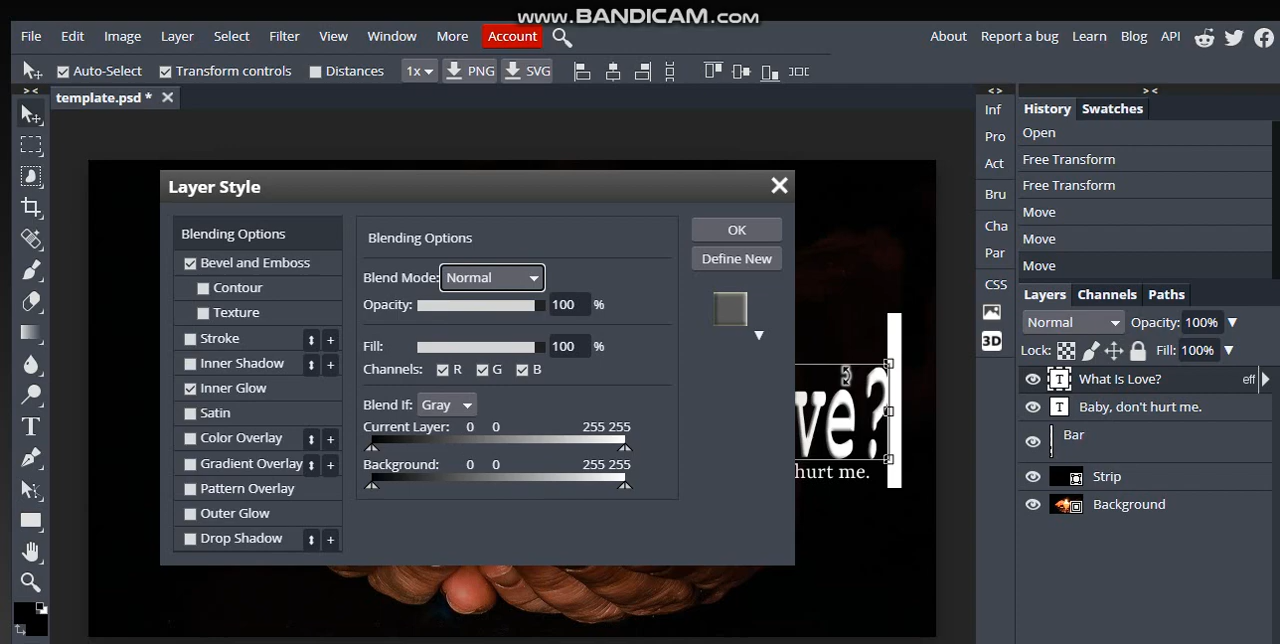 www.BANDICAM.com
File Edit Image Layer Select Filter View Window More Account About Report a bug Learn Blog API
Auto-Select Transform controls Distances 1x PNG SVG
template.psd *
Inf
Pro
Act
Bru
Cha
Par
CSS
3D
History Swatches
Open
Free Transform
Free Transform
Move
Move
Move
Layers Channels Paths
Normal Opacity: 100%
Lock: Fill: 100%
What Is Love? eff
Baby, don't hurt me.
Bar
Strip
Background
Layer Style
Blending Options
Bevel and Emboss
Contour
Texture
Stroke
Inner Shadow
Inner Glow
Satin
Color Overlay
Gradient Overlay
Pattern Overlay
Outer Glow
Drop Shadow
Blending Options
Blend Mode: Normal
Opacity: 100 %
Fill: 100 %
Channels: R G B
Blend If: Gray
Current Layer: 0 0 255 255
Background: 0 0 255 255
OK
Define New
ve?
hurt me.